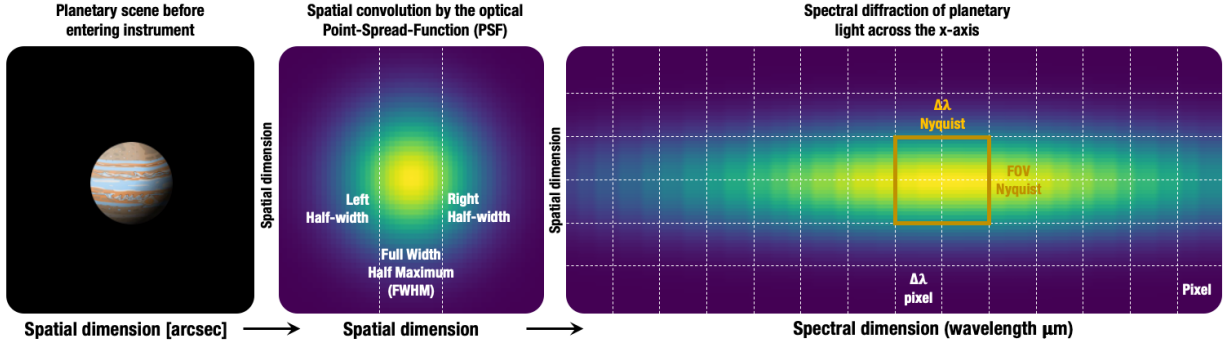 Planetary scene before
entering instrument
Spatial convolution by the optical
Point-Spread-Function (PSF)
Spectral diffraction of planetary
light across the x-axis
Spatial dimension
Left
Half-width
Right
Half-width
Full Width
Half Maximum
(FWHM)
Spatial dimension
Δλ
Nyquist
FOV
Nyquist
Δλ
pixel
Pixel
Spatial dimension [arcsec]
Spatial dimension
Spectral dimension (wavelength μm)